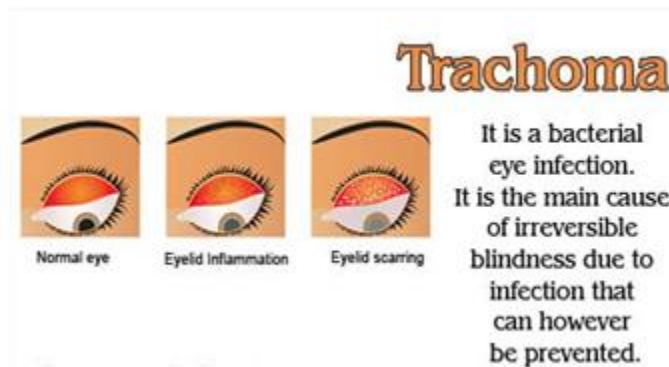 Trachoma
It is a bacterial
eye infection.
It is the main cause
of irreversible
blindness due to
infection that
can however
be prevented.
Normal eye
Eyelid Inflammation
Eyelid scarring